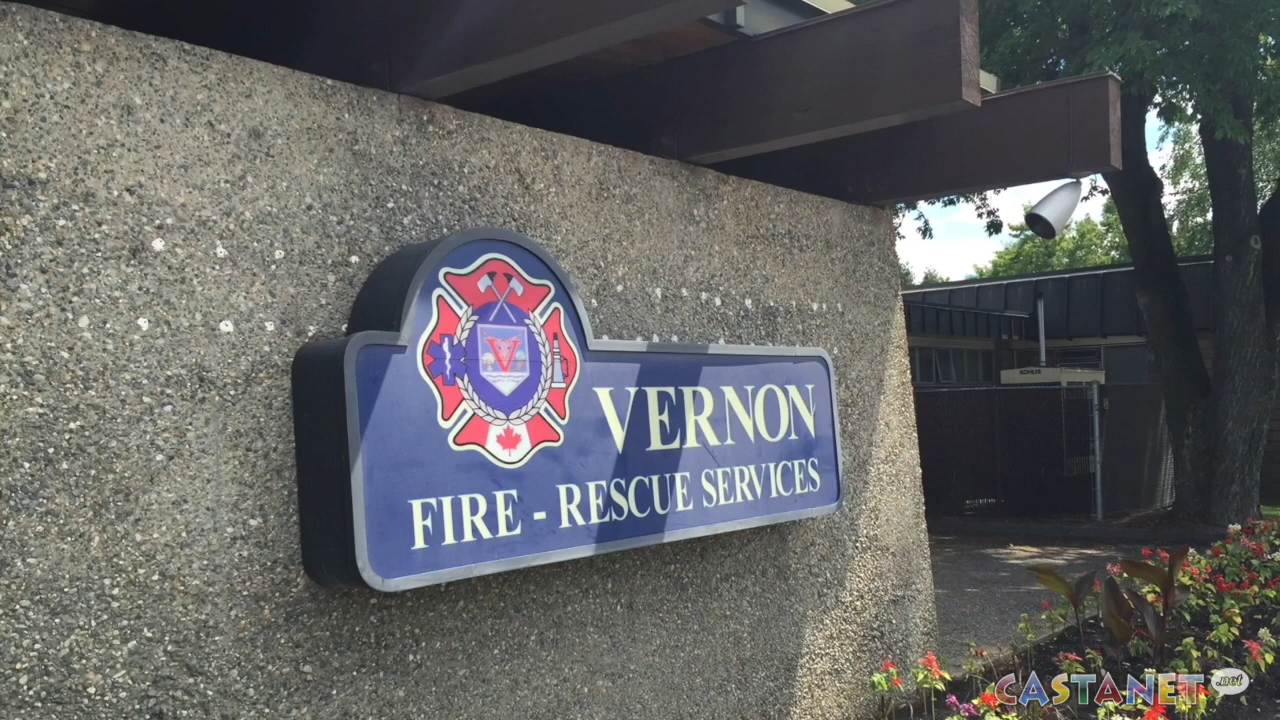 V
VERNON
FIRE - RESCUE SERVICES
KOHLER
CASTANET.net